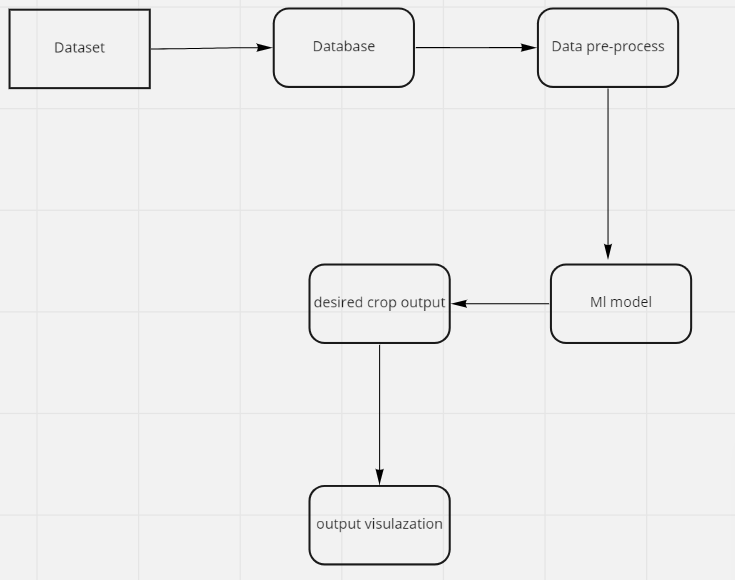 Dataset
Database
Data pre-process
Ml model
desired crop output
output visulazation